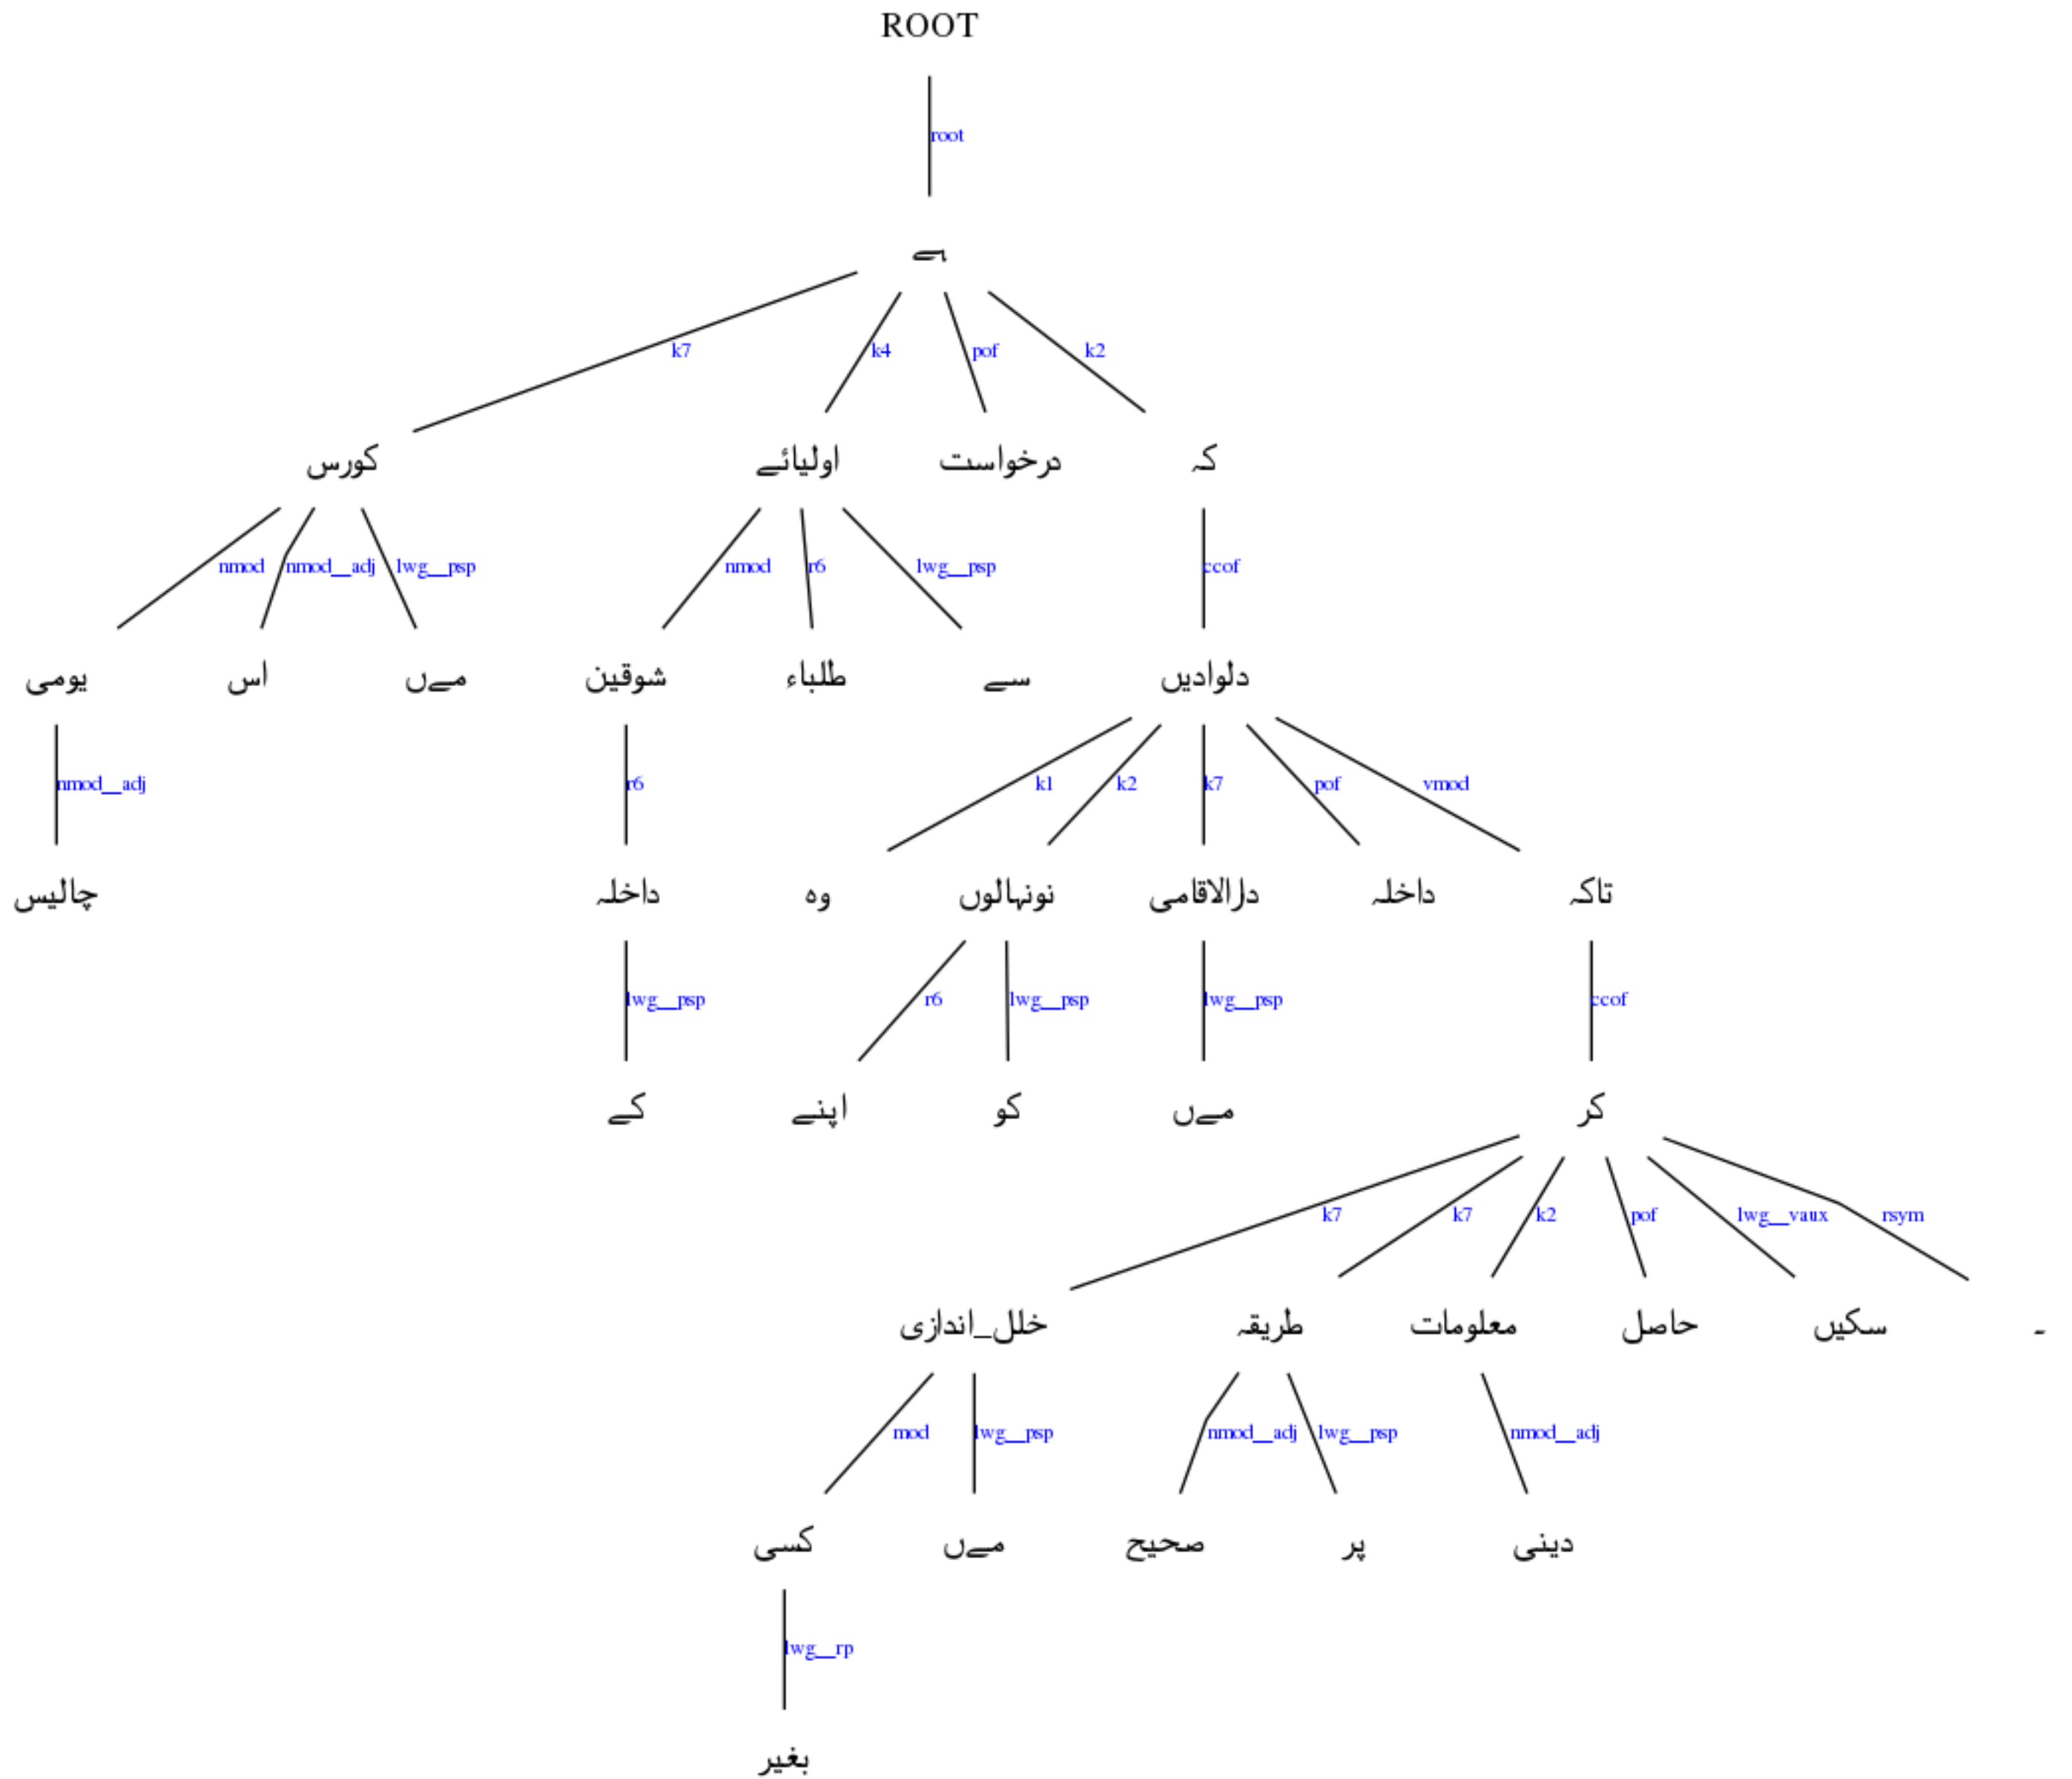 ROOT
root
ہے
k7 k4 pof k2
کورس اولیائے درخواست کہ
nmod nmod__adj lwg__psp nmod r6 lwg__psp ccof
یومی اس میں شوقین طلباء سے دلوادیں
nmod__adj r6 k1 k2 k7 pof vmod
چالیس داخلہ وہ نونہالوں دارالاقامی داخلہ تاکہ
lwg__psp r6 lwg__psp lwg__psp ccof
کے اپنے کو میں کر
k7 k7 k2 pof lwg__vaux rsym
خلل_اندازی طریقہ معلومات حاصل سکیں ۔
mod lwg__psp nmod__adj lwg__psp nmod__adj
کسی میں صحیح پر دینی
lwg__rp
بغیر